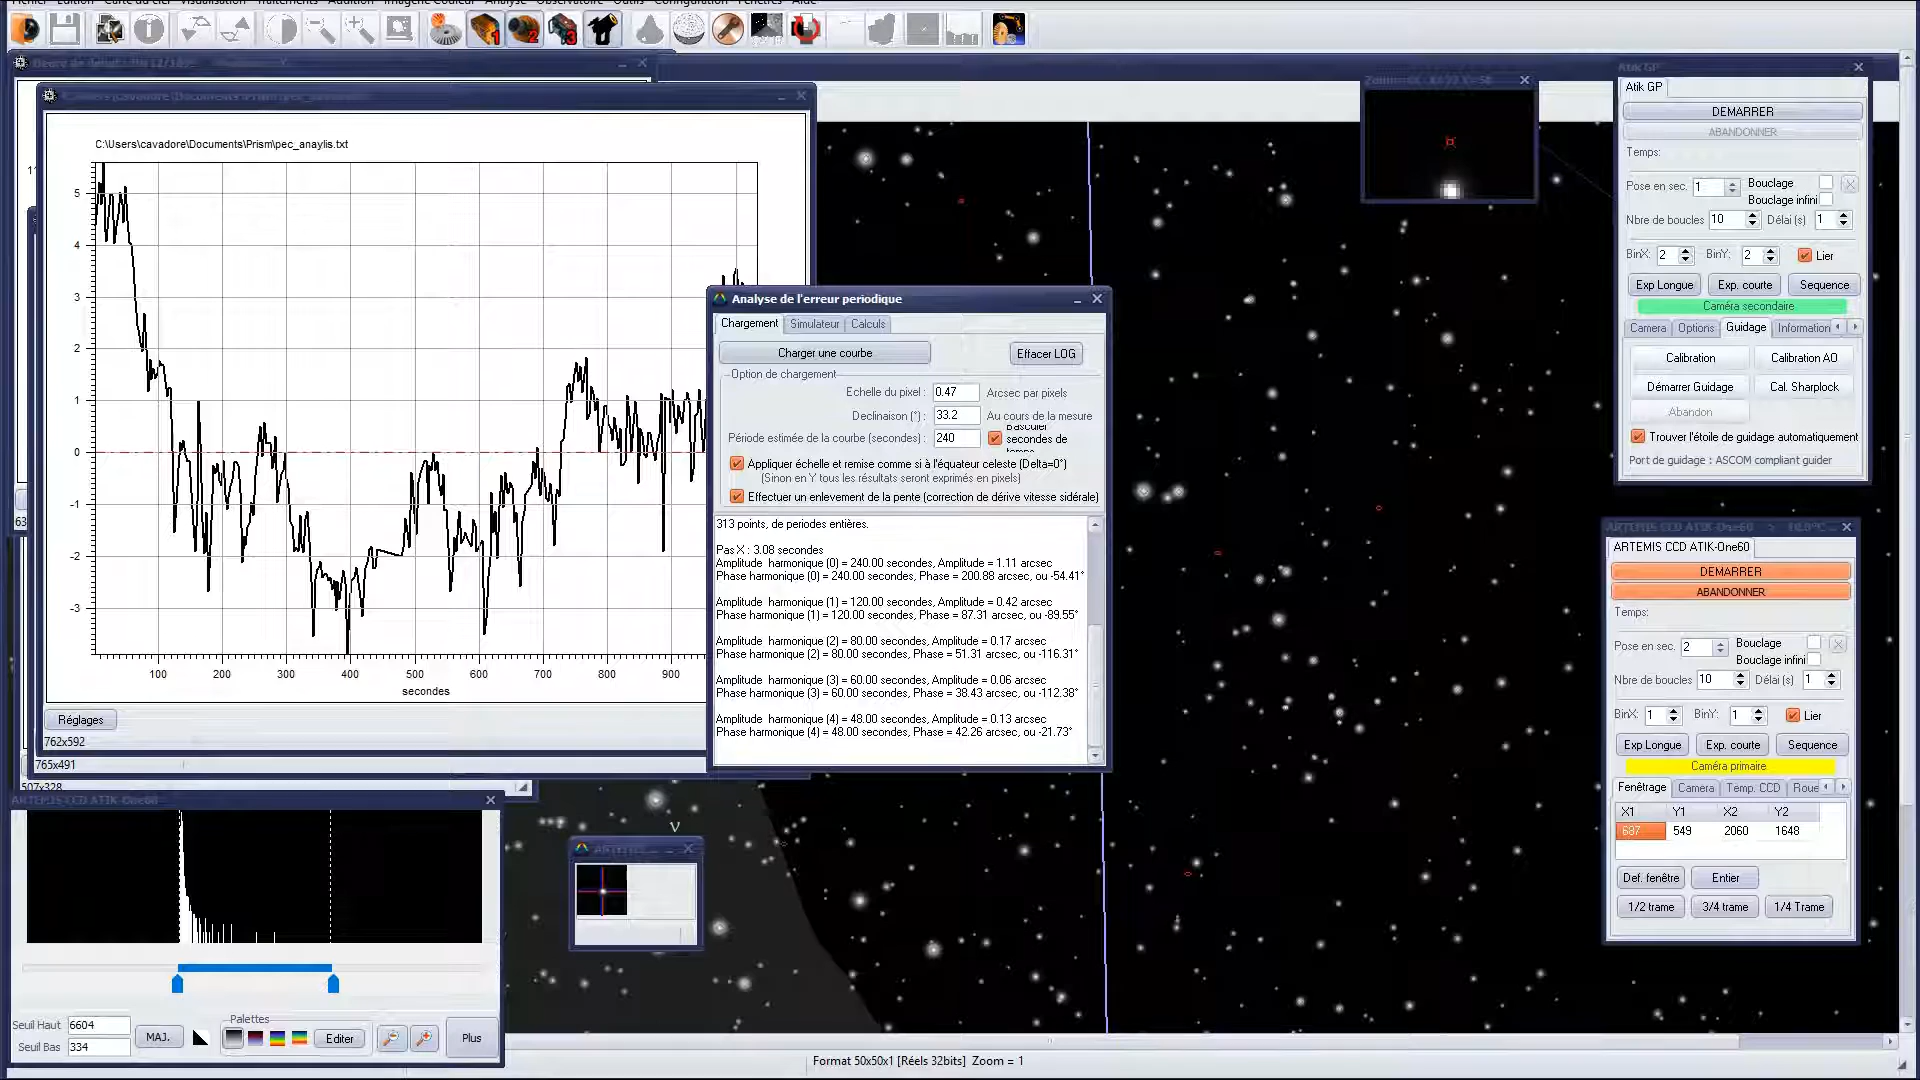 C:\Users\cavadore\Documents\Prism\pec_anaylis.txt
5
4
3
2
1
0
-1
-2
-3
100 200 300 400 500 600 700 800 900
secondes
Réglages
762x592
765x491
507x328
63
Analyse de l'erreur periodique
Chargement Simulateur Calculs
Charger une courbe Effacer LOG
Option de chargement
Echelle du pixel : 0.47 Arcsec par pixels
Declinaison (°) : 33.2 Au cours de la mesure
Période estimée de la courbe (secondes) : 240 Basculer secondes de temps
Appliquer échelle et remise comme si à l'équateur celeste (Delta=0°)
(Sinon en Y tous les résultats seront exprimés en pixels)
Effectuer un enlevement de la pente (correction de dérive vitesse sidérale)
313 points, de periodes entières.
Pas X : 3.08 secondes
Amplitude harmonique (0) = 240.00 secondes, Amplitude = 1.11 arcsec
Phase harmonique (0) = 240.00 secondes, Phase = 200.88 arcsec, ou -54.41°
Amplitude harmonique (1) = 120.00 secondes, Amplitude = 0.42 arcsec
Phase harmonique (1) = 120.00 secondes, Phase = 87.31 arcsec, ou -89.55°
Amplitude harmonique (2) = 80.00 secondes, Amplitude = 0.17 arcsec
Phase harmonique (2) = 80.00 secondes, Phase = 51.31 arcsec, ou -116.31°
Amplitude harmonique (3) = 60.00 secondes, Amplitude = 0.06 arcsec
Phase harmonique (3) = 60.00 secondes, Phase = 38.43 arcsec, ou -112.38°
Amplitude harmonique (4) = 48.00 secondes, Amplitude = 0.13 arcsec
Phase harmonique (4) = 48.00 secondes, Phase = 42.26 arcsec, ou -21.73°
Atik GP
Atik GP
DEMARRER
ABANDONNER
Temps:
Pose en sec. 1 Bouclage
Bouclage infini
Nbre de boucles 10 Délai (s) 1
BinX: 2 BinY: 2 Lier
Exp Longue Exp. courte Sequence
Caméra secondaire
Camera Options Guidage Information
Calibration Calibration AO
Démarrer Guidage Cal. Sharplock
Abandon
Trouver l'étoile de guidage automatiquement
Port de guidage : ASCOM compliant guider
ARTEMIS CCD ATIK-One60
ARTEMIS CCD ATIK-One60
DEMARRER
ABANDONNER
Temps:
Pose en sec. 2 Bouclage
Bouclage infini
Nbre de boucles 10 Délai (s) 1
BinX: 1 BinY: 1 Lier
Exp Longue Exp. courte Sequence
Caméra primaire
Fenêtrage Camera Temp. CCD Roue
X1 Y1 X2 Y2
687 549 2060 1648
Def. fenêtre Entier
1/2 trame 3/4 trame 1/4 Trame
ARTEMIS CCD ATIK-One60
Seuil Haut 6604
Seuil Bas 334
MAJ.
Palettes
Editer
Plus
ν
Format 50x50x1 [Réels 32bits] Zoom = 1